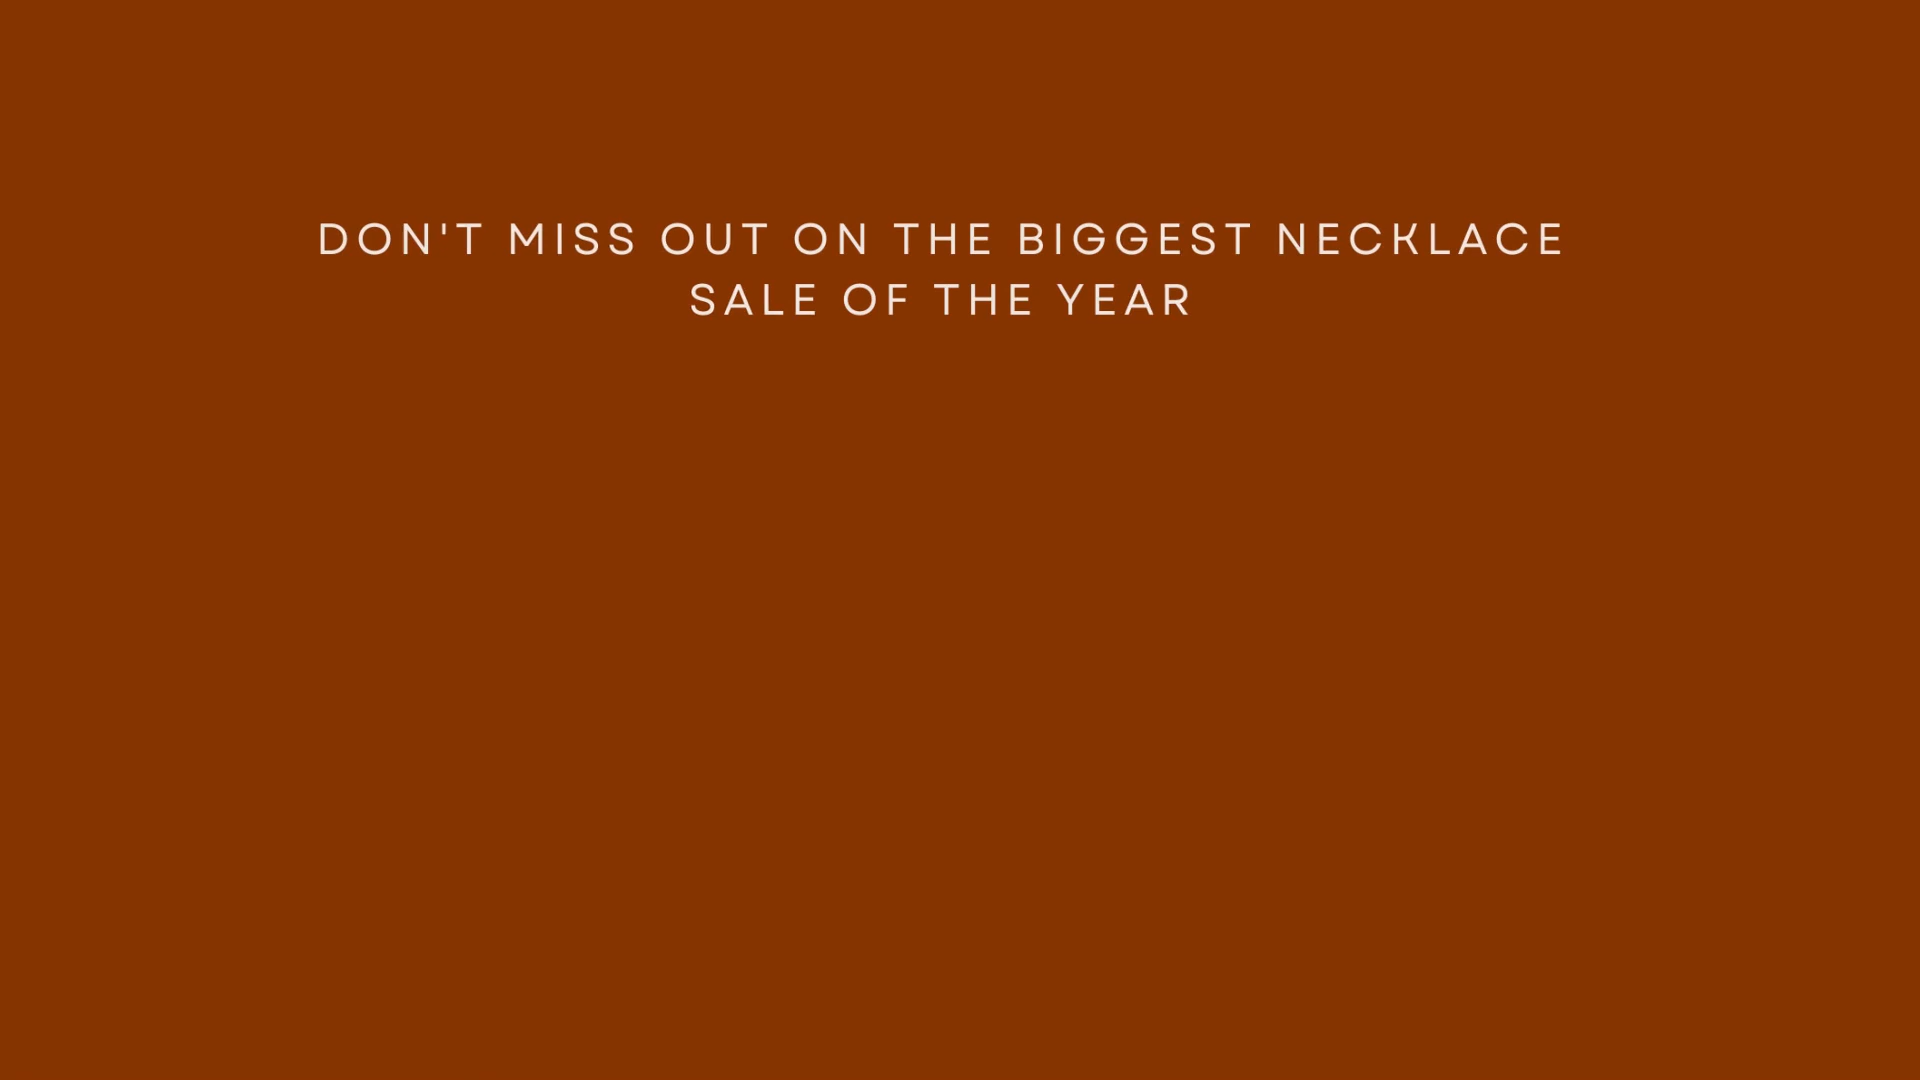 DON'T MISS OUT ON THE BIGGEST NECKLACE
SALE OF THE YEAR